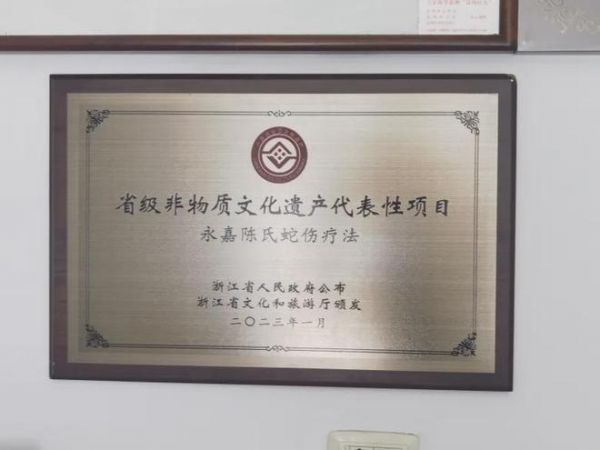 省级非物质文化遗产代表性项目
永嘉陈氏蛇伤疗法
浙江省人民政府公布
浙江省文化和旅游厅颁发
二〇二三年一月